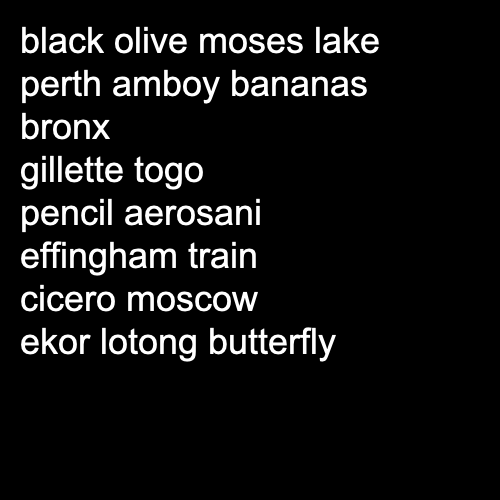 black olive moses lake
perth amboy bananas
bronx
gillette togo
pencil aerosani
effingham train
cicero moscow
ekor lotong butterfly